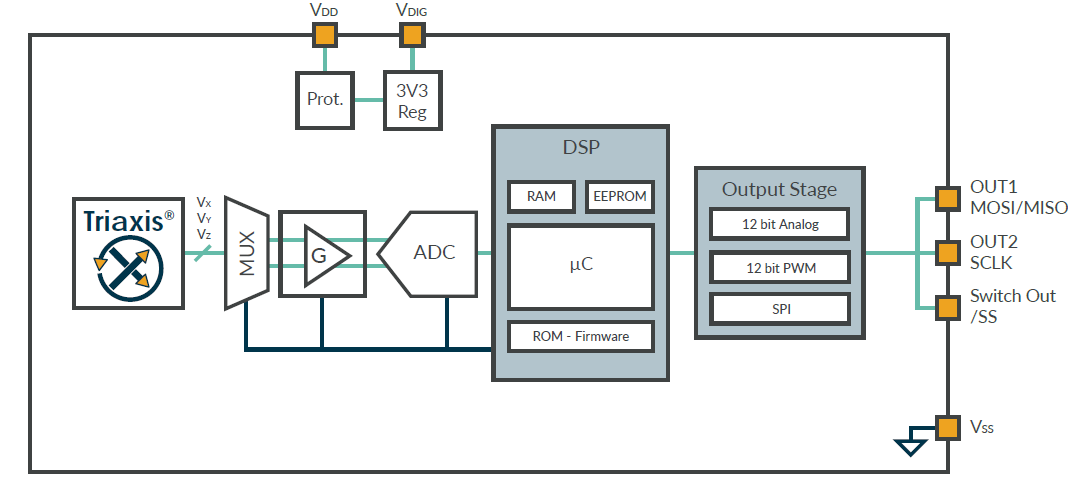 VDD
VDIG
Prot.
3V3
Reg
DSP
RAM
EEPROM
µC
ROM - Firmware
Output Stage
12 bit Analog
12 bit PWM
SPI
Triaxis®
VX
VY
VZ
MUX
G
ADC
OUT1
MOSI/MISO
OUT2
SCLK
Switch Out
/SS
Vss